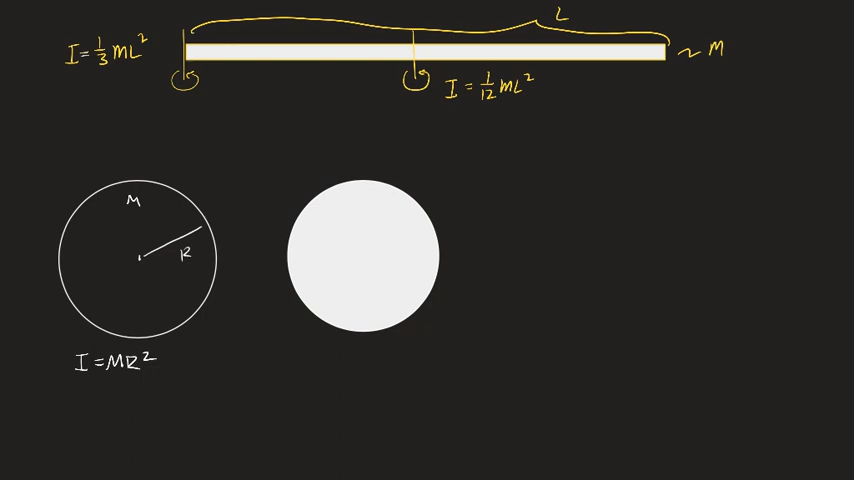 L
I = 1/3 ML²
~ M
I = 1/12 ML²
M
R
I = MR²